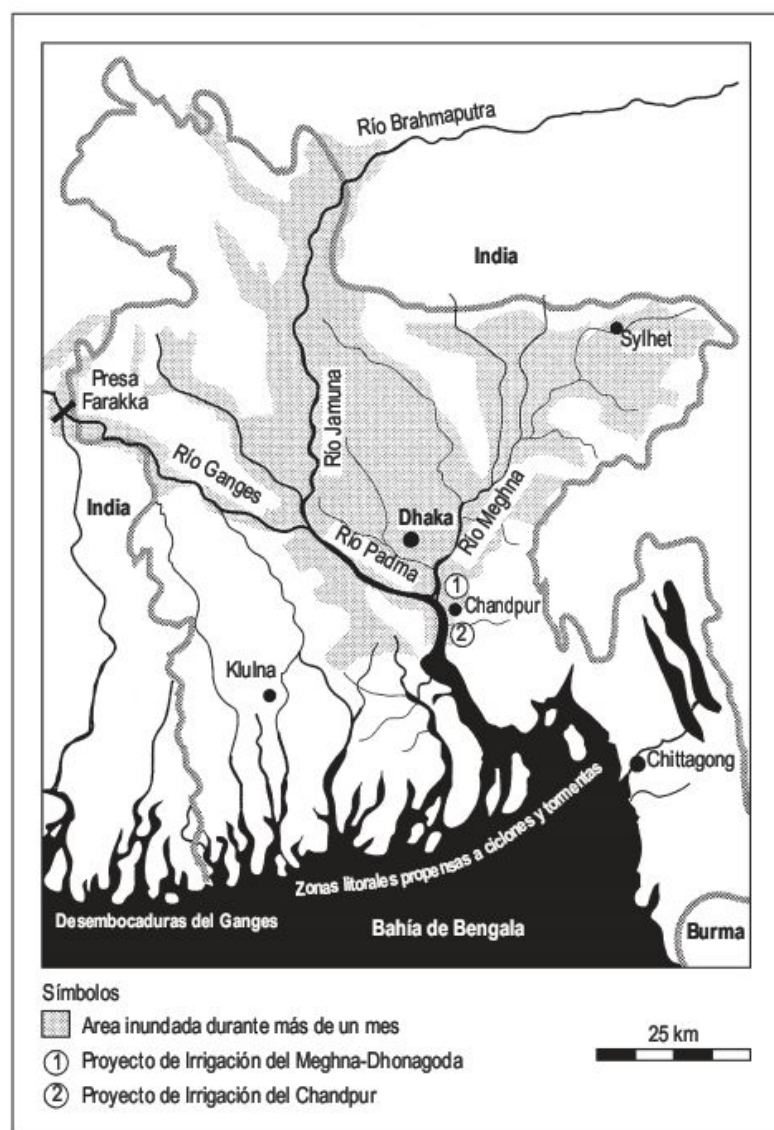 Río Brahmaputra
India
Sylhet
Presa
Farakka
Río Jamuna
Río Ganges
India
Dhaka
Río Meghna
Río Padma
1
Chandpur
2
Klulna
Chittagong
Zonas litorales propensas a ciclones y tormentas
Desembocaduras del Ganges
Bahía de Bengala
Burma
Símbolos
Area inundada durante más de un mes
25 km
1 Proyecto de Irrigación del Meghna-Dhonagoda
2 Proyecto de Irrigación del Chandpur